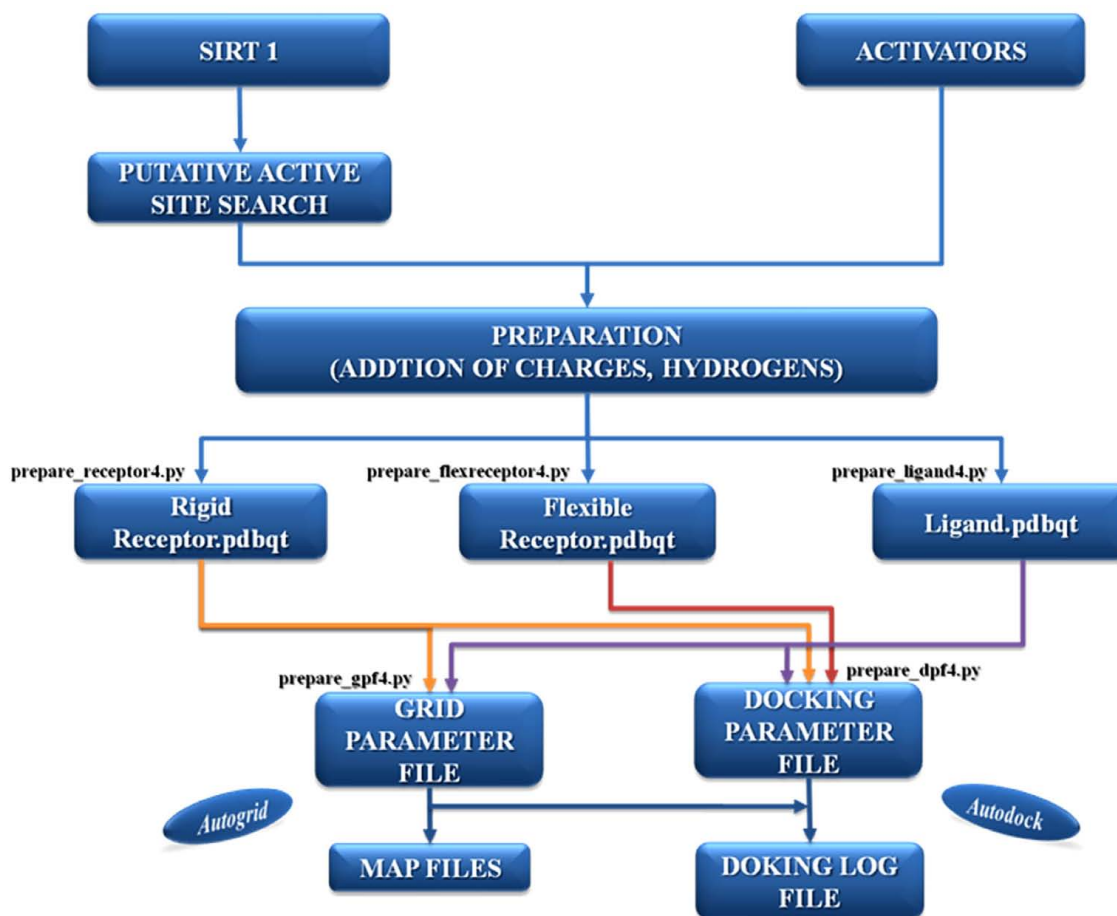 SIRT 1
ACTIVATORS
PUTATIVE ACTIVE
SITE SEARCH
PREPARATION
(ADDTION OF CHARGES, HYDROGENS)
prepare_receptor4.py
prepare_flexreceptor4.py
prepare_ligand4.py
Rigid
Receptor.pdbqt
Flexible
Receptor.pdbqt
Ligand.pdbqt
prepare_gpf4.py
prepare_dpf4.py
GRID
PARAMETER
FILE
DOCKING
PARAMETER
FILE
Autogrid
Autodock
MAP FILES
DOKING LOG
FILE